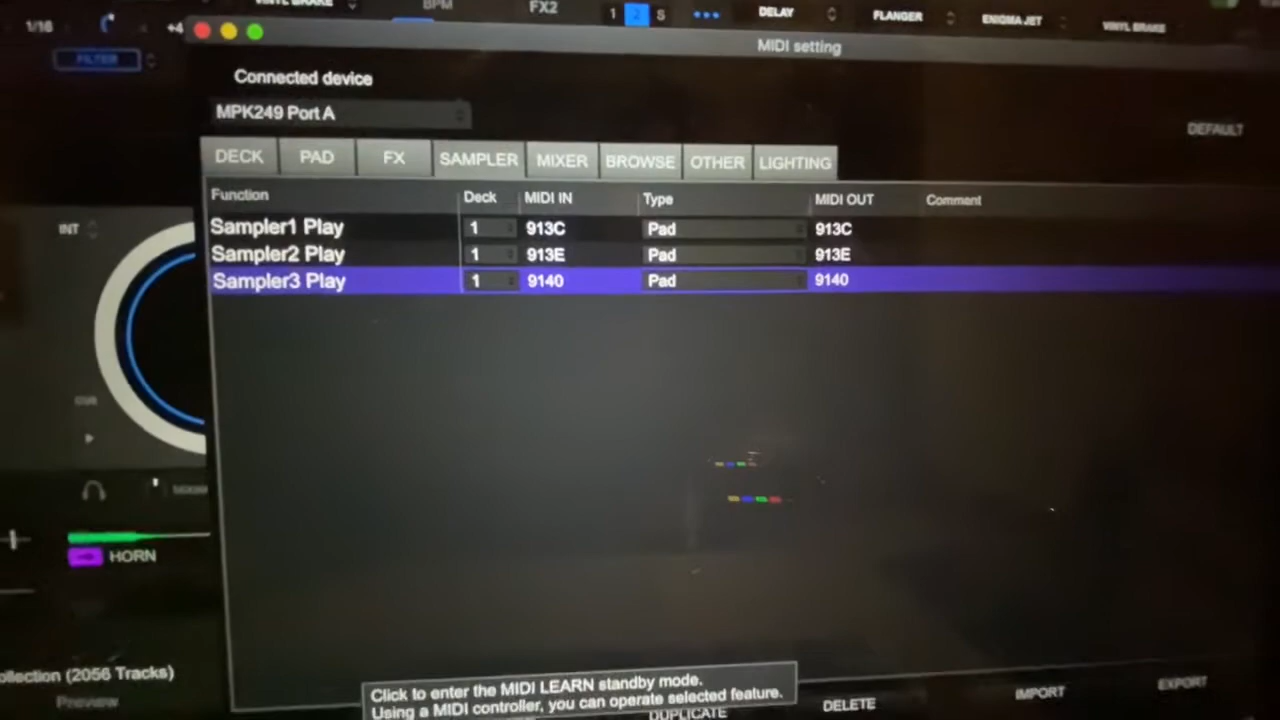 VINYL BRAKE
BPM
FX2
1 2 S
DELAY
FLANGER
ENIGMA JET
VINYL BRAKE
1/16
+4
FILTER
MIDI setting
Connected device
MPK249 Port A
DEFAULT
DECK PAD FX SAMPLER MIXER BROWSE OTHER LIGHTING
Function Deck MIDI IN Type MIDI OUT Comment
Sampler1 Play 1 913C Pad 913C
Sampler2 Play 1 913E Pad 913E
Sampler3 Play 1 9140 Pad 9140
INT
CUE
HORN
ollection (2056 Tracks)
Preview
Click to enter the MIDI LEARN standby mode.
Using a MIDI controller, you can operate selected feature.
DUPLICATE
DELETE
IMPORT
EXPORT